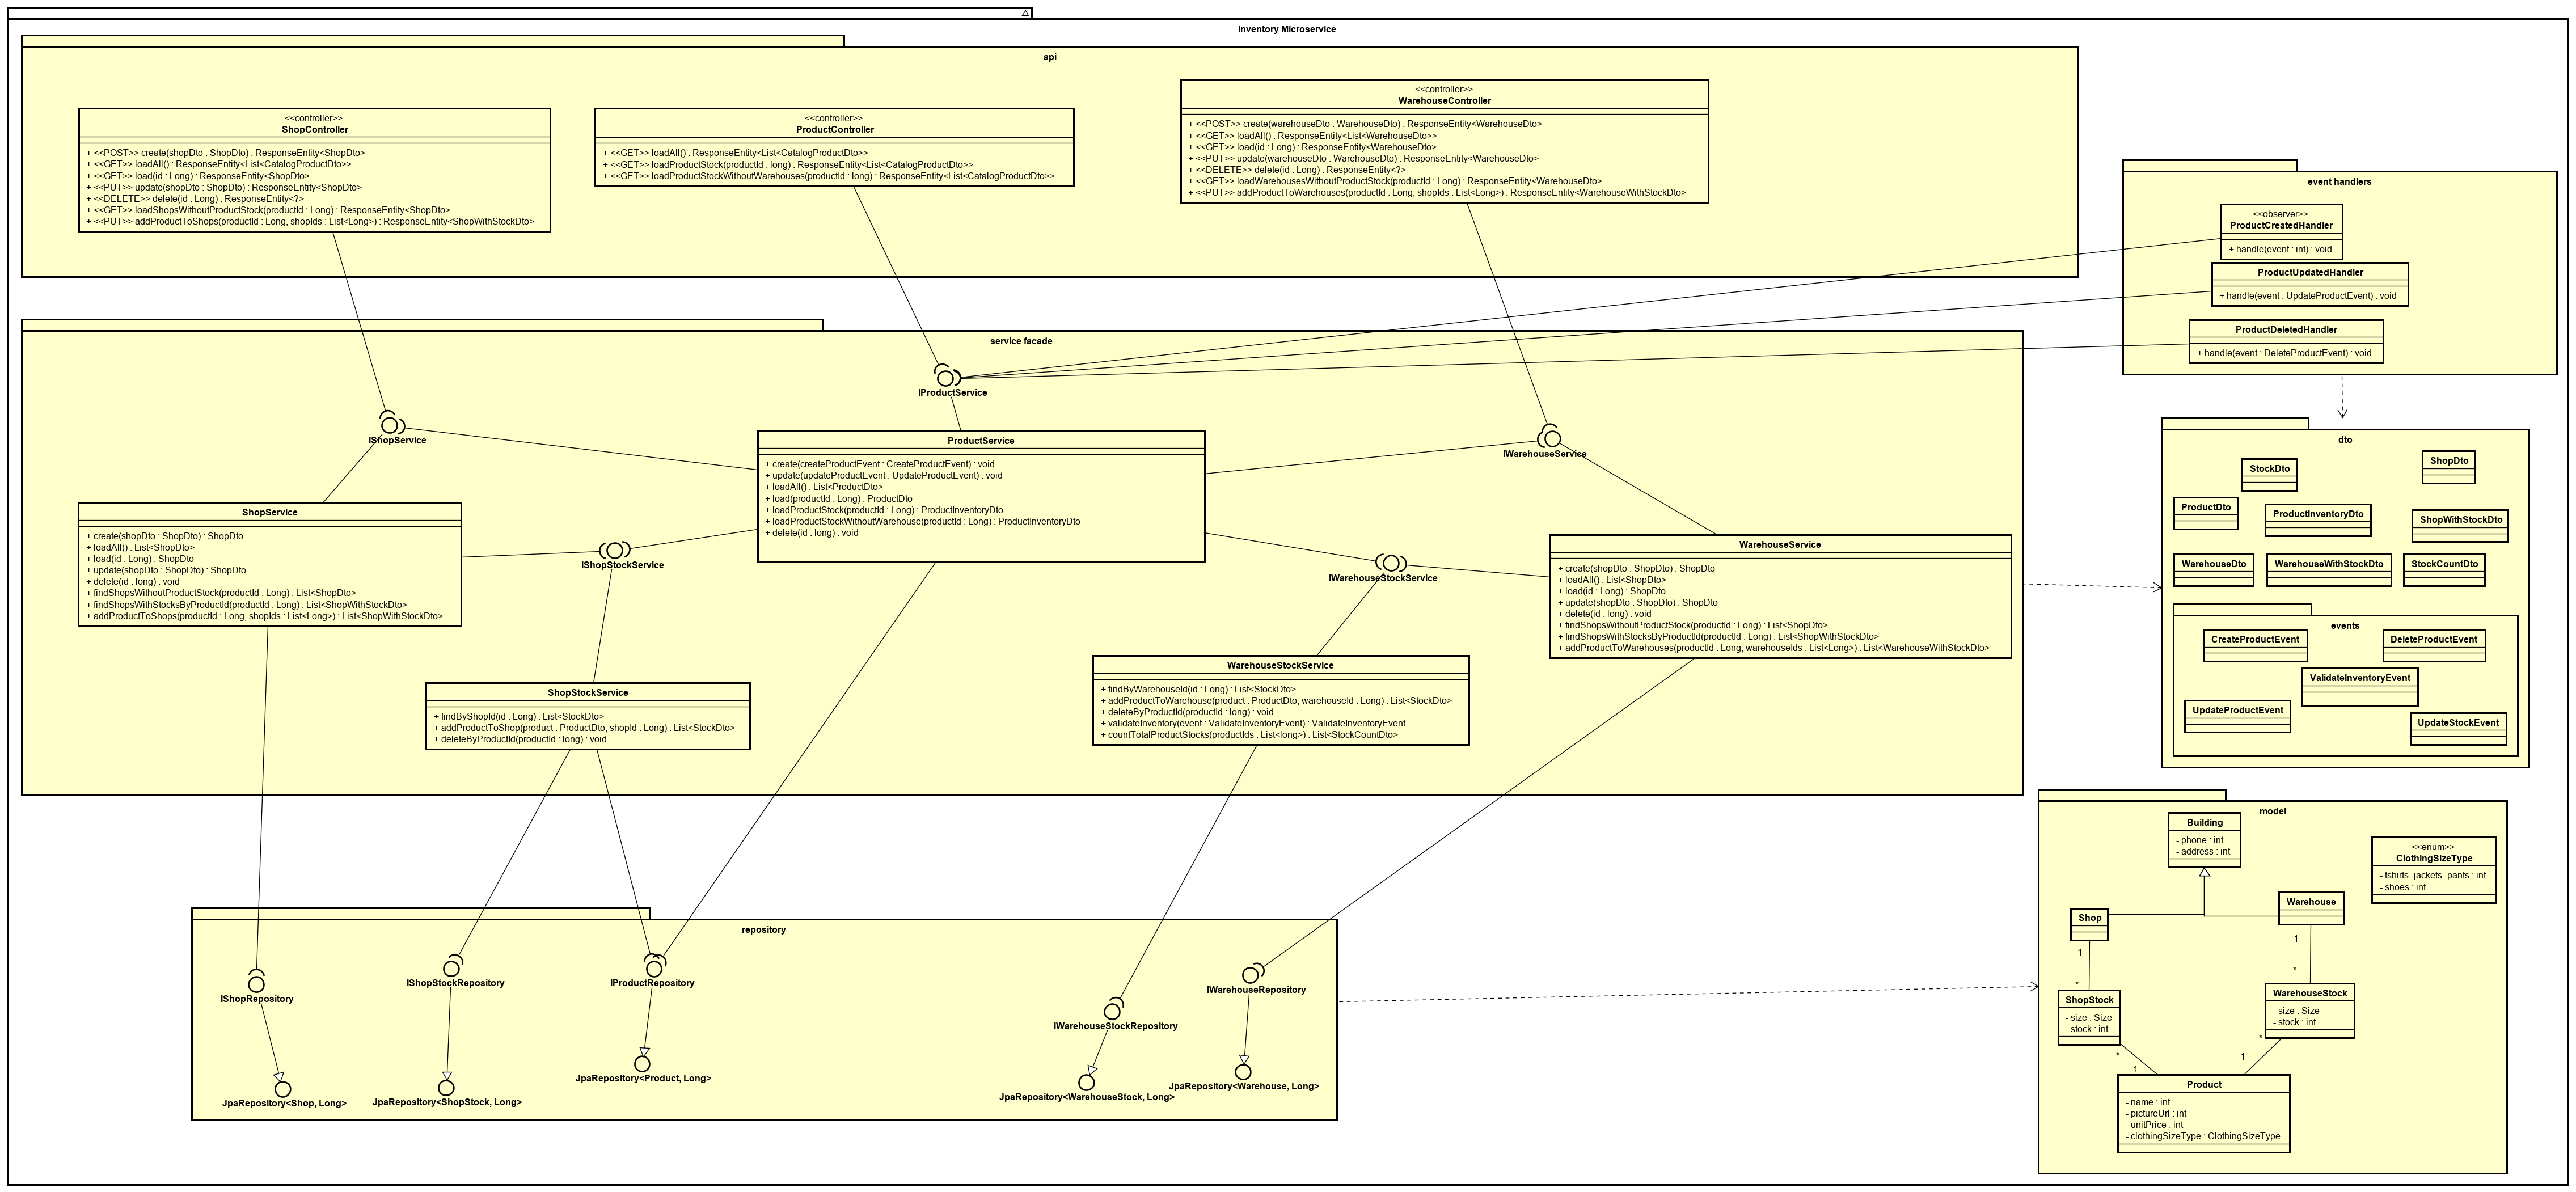 Inventory Microservice
api
<<controller>>
ShopController
+ <<POST>> create(shopDto : ShopDto) : ResponseEntity<ShopDto>
+ <<GET>> loadAll() : ResponseEntity<List<CatalogProductDto>>
+ <<GET>> load(id : Long) : ResponseEntity<ShopDto>
+ <<PUT>> update(shopDto : ShopDto) : ResponseEntity<ShopDto>
+ <<DELETE>> delete(id : Long) : ResponseEntity<?>
+ <<GET>> loadShopsWithoutProductStock(productId : Long) : ResponseEntity<ShopDto>
+ <<PUT>> addProductToShops(productId : Long, shopIds : List<Long>) : ResponseEntity<ShopWithStockDto>
<<controller>>
ProductController
+ <<GET>> loadAll() : ResponseEntity<List<CatalogProductDto>>
+ <<GET>> loadProductStock(productId : long) : ResponseEntity<List<CatalogProductDto>>
+ <<GET>> loadProductStockWithoutWarehouses(productId : long) : ResponseEntity<List<CatalogProductDto>>
<<controller>>
WarehouseController
+ <<POST>> create(warehouseDto : WarehouseDto) : ResponseEntity<WarehouseDto>
+ <<GET>> loadAll() : ResponseEntity<List<WarehouseDto>>
+ <<GET>> load(id : Long) : ResponseEntity<WarehouseDto>
+ <<PUT>> update(warehouseDto : WarehouseDto) : ResponseEntity<WarehouseDto>
+ <<DELETE>> delete(id : Long) : ResponseEntity<?>
+ <<GET>> loadWarehousesWithoutProductStock(productId : Long) : ResponseEntity<WarehouseDto>
+ <<PUT>> addProductToWarehouses(productId : Long, shopIds : List<Long>) : ResponseEntity<WarehouseWithStockDto>
event handlers
<<observer>>
ProductCreatedHandler
+ handle(event : int) : void
ProductUpdatedHandler
+ handle(event : UpdateProductEvent) : void
ProductDeletedHandler
+ handle(event : DeleteProductEvent) : void
service facade
IProductService
IShopService
IWarehouseService
ProductService
+ create(createProductEvent : CreateProductEvent) : void
+ update(updateProductEvent : UpdateProductEvent) : void
+ loadAll() : List<ProductDto>
+ load(productId : Long) : ProductDto
+ loadProductStock(productId : Long) : ProductInventoryDto
+ loadProductStockWithoutWarehouse(productId : Long) : ProductInventoryDto
+ delete(id : long) : void
ShopService
+ create(shopDto : ShopDto) : ShopDto
+ loadAll() : List<ShopDto>
+ load(id : Long) : ShopDto
+ update(shopDto : ShopDto) : ShopDto
+ delete(id : long) : void
+ findShopsWithoutProductStock(productId : Long) : List<ShopDto>
+ findShopsWithStocksByProductId(productId : Long) : List<ShopWithStockDto>
+ addProductToShops(productId : Long, shopIds : List<Long>) : List<ShopWithStockDto>
IShopStockService
IWarehouseStockService
WarehouseService
+ create(shopDto : ShopDto) : ShopDto
+ loadAll() : List<ShopDto>
+ load(id : Long) : ShopDto
+ update(shopDto : ShopDto) : ShopDto
+ delete(id : long) : void
+ findShopsWithoutProductStock(productId : Long) : List<ShopDto>
+ findShopsWithStocksByProductId(productId : Long) : List<ShopWithStockDto>
+ addProductToWarehouses(productId : Long, warehouseIds : List<Long>) : List<WarehouseWithStockDto>
ShopStockService
+ findByShopId(id : Long) : List<StockDto>
+ addProductToShop(product : ProductDto, shopId : Long) : List<StockDto>
+ deleteByProductId(productId : long) : void
WarehouseStockService
+ findByWarehouseId(id : Long) : List<StockDto>
+ addProductToWarehouse(product : ProductDto, warehouseId : Long) : List<StockDto>
+ deleteByProductId(productId : long) : void
+ validateInventory(event : ValidateInventoryEvent) : ValidateInventoryEvent
+ countTotalProductStocks(productIds : List<long>) : List<StockCountDto>
dto
StockDto
ShopDto
ProductDto
ProductInventoryDto
ShopWithStockDto
WarehouseDto
WarehouseWithStockDto
StockCountDto
events
CreateProductEvent
DeleteProductEvent
ValidateInventoryEvent
UpdateProductEvent
UpdateStockEvent
repository
IShopRepository
IShopStockRepository
IProductRepository
IWarehouseStockRepository
IWarehouseRepository
JpaRepository<Shop, Long>
JpaRepository<ShopStock, Long>
JpaRepository<Product, Long>
JpaRepository<WarehouseStock, Long>
JpaRepository<Warehouse, Long>
model
Building
- phone : int
- address : int
<<enum>>
ClothingSizeType
- tshirts_jackets_pants : int
- shoes : int
Shop
Warehouse
1
*
1
*
ShopStock
- size : Size
- stock : int
WarehouseStock
- size : Size
- stock : int
*
1
*
1
Product
- name : int
- pictureUrl : int
- unitPrice : int
- clothingSizeType : ClothingSizeType